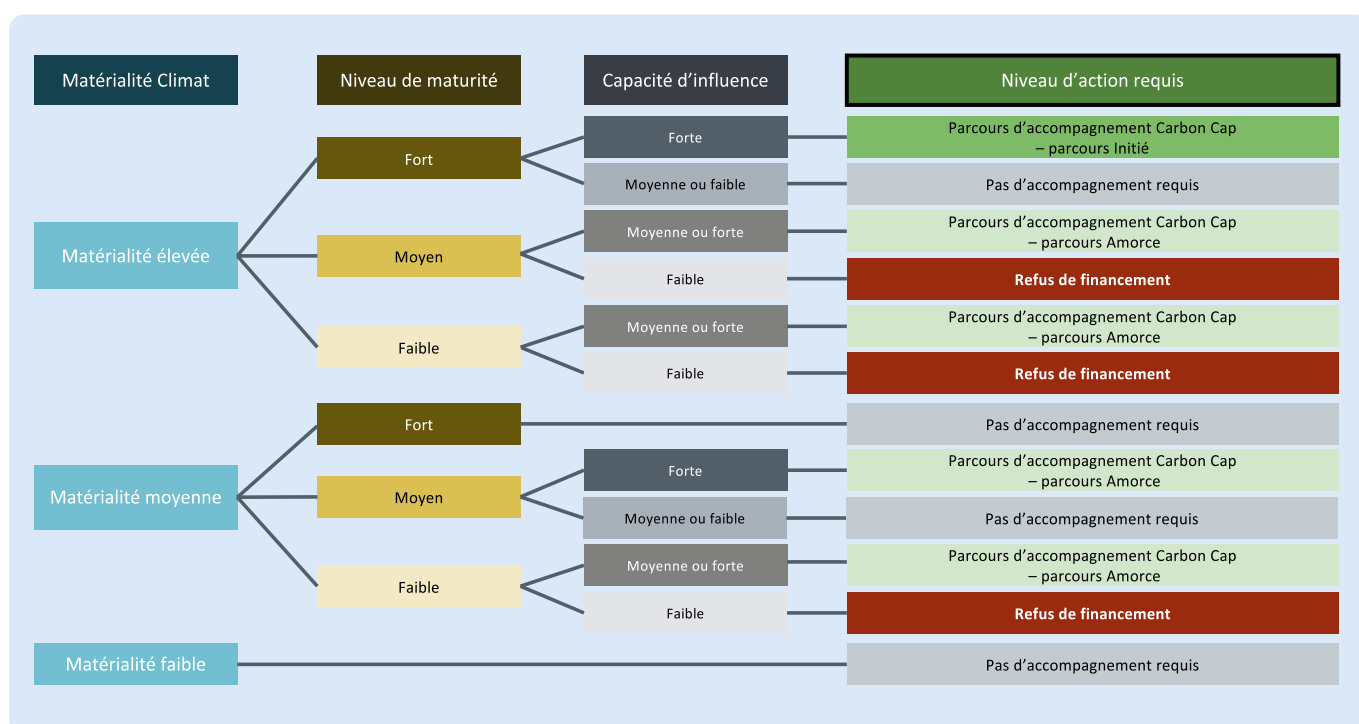 Matérialité Climat
Niveau de maturité
Capacité d’influence
Niveau d’action requis
Matérialité élevée
Fort
Forte
Parcours d’accompagnement Carbon Cap
– parcours Initié
Moyenne ou faible
Pas d’accompagnement requis
Moyen
Moyenne ou forte
Parcours d’accompagnement Carbon Cap
– parcours Amorce
Faible
Refus de financement
Faible
Moyenne ou forte
Parcours d’accompagnement Carbon Cap
– parcours Amorce
Faible
Refus de financement
Matérialité moyenne
Fort
Pas d’accompagnement requis
Moyen
Forte
Parcours d’accompagnement Carbon Cap
– parcours Amorce
Moyenne ou faible
Pas d’accompagnement requis
Faible
Moyenne ou forte
Parcours d’accompagnement Carbon Cap
– parcours Amorce
Faible
Refus de financement
Matérialité faible
Pas d’accompagnement requis